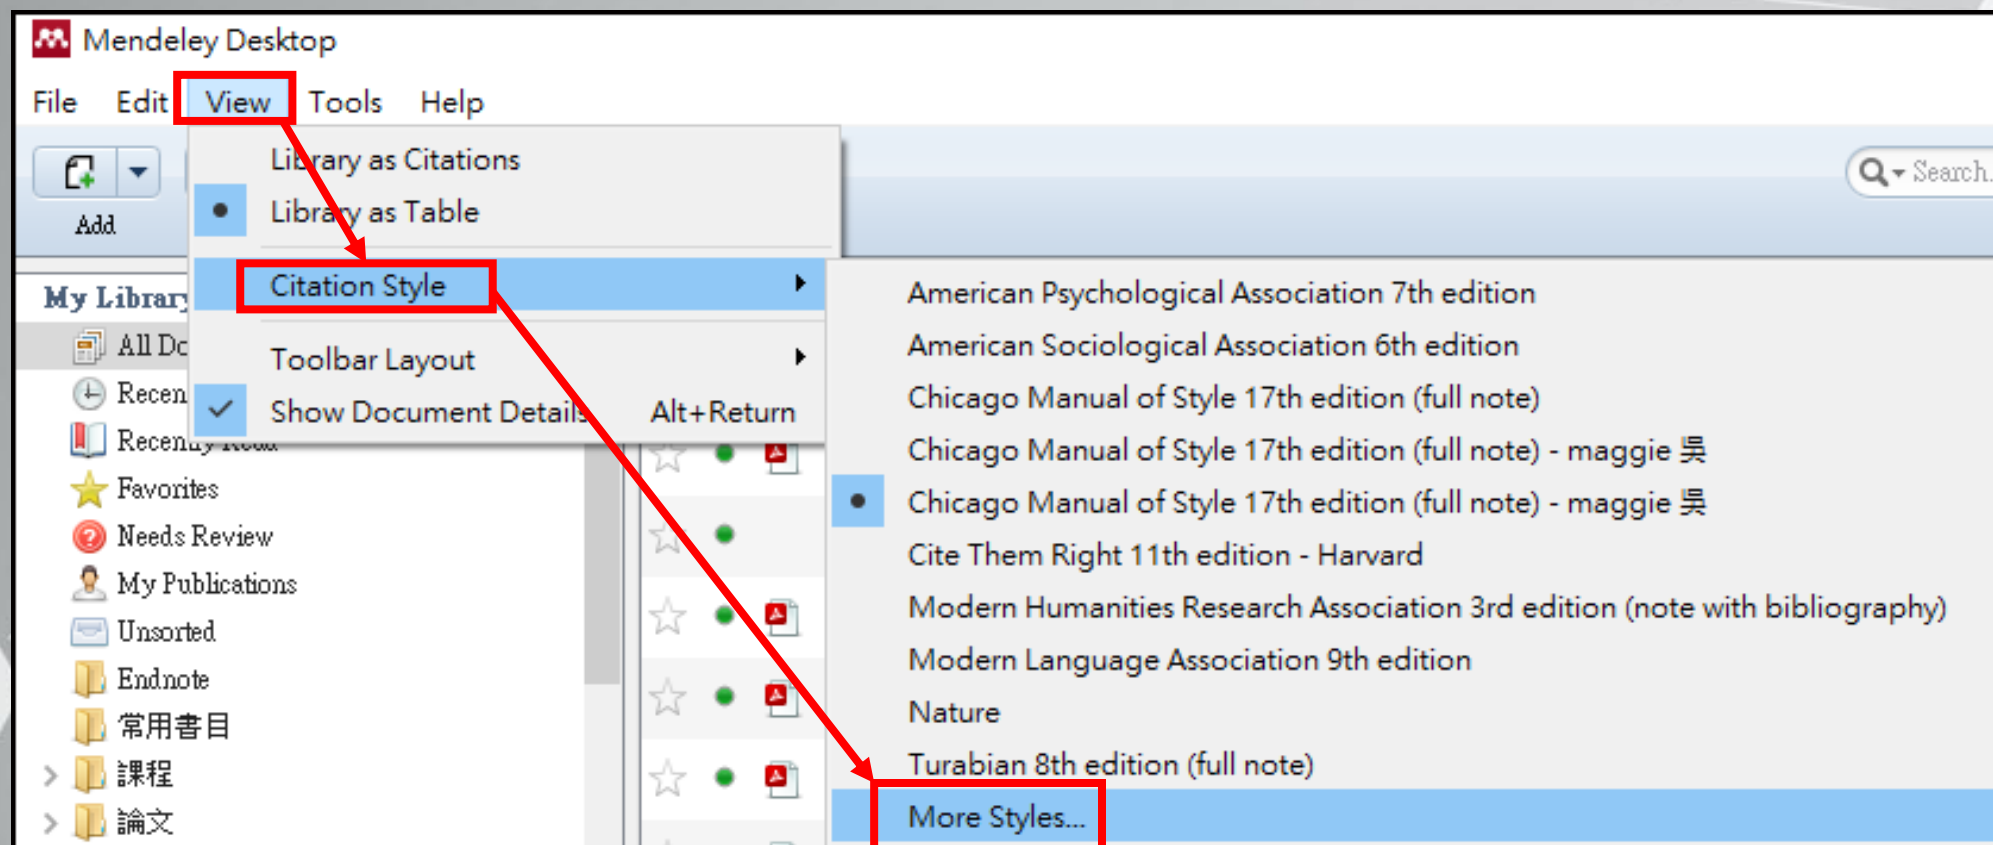 Mendeley Desktop
File Edit View Tools Help
Library as Citations
Library as Table
Citation Style
Toolbar Layout
Show Document Details Alt+Return
Add
Search.
My Library
All Do
Recen
Recently Read
Favorites
Needs Review
My Publications
Unsorted
Endnote
常用書目
課程
論文
American Psychological Association 7th edition
American Sociological Association 6th edition
Chicago Manual of Style 17th edition (full note)
Chicago Manual of Style 17th edition (full note) - maggie 吳
Chicago Manual of Style 17th edition (full note) - maggie 吳
Cite Them Right 11th edition - Harvard
Modern Humanities Research Association 3rd edition (note with bibliography)
Modern Language Association 9th edition
Nature
Turabian 8th edition (full note)
More Styles...